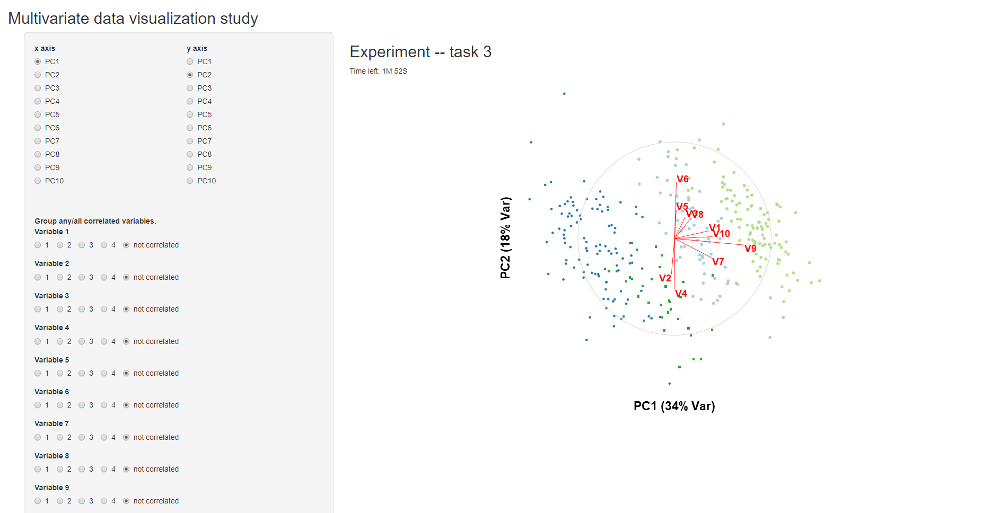 Multivariate data visualization study
x axis
PC1
PC2
PC3
PC4
PC5
PC6
PC7
PC8
PC9
PC10
y axis
PC1
PC2
PC3
PC4
PC5
PC6
PC7
PC8
PC9
PC10
Group any/all correlated variables.
Variable 1
1 2 3 4 not correlated
Variable 2
1 2 3 4 not correlated
Variable 3
1 2 3 4 not correlated
Variable 4
1 2 3 4 not correlated
Variable 5
1 2 3 4 not correlated
Variable 6
1 2 3 4 not correlated
Variable 7
1 2 3 4 not correlated
Variable 8
1 2 3 4 not correlated
Variable 9
1 2 3 4 not correlated
Experiment -- task 3
Time left: 1M 52S
V6
V5
V3
V8
V1
V10
V9
V7
V2
V4
PC2 (18% Var)
PC1 (34% Var)